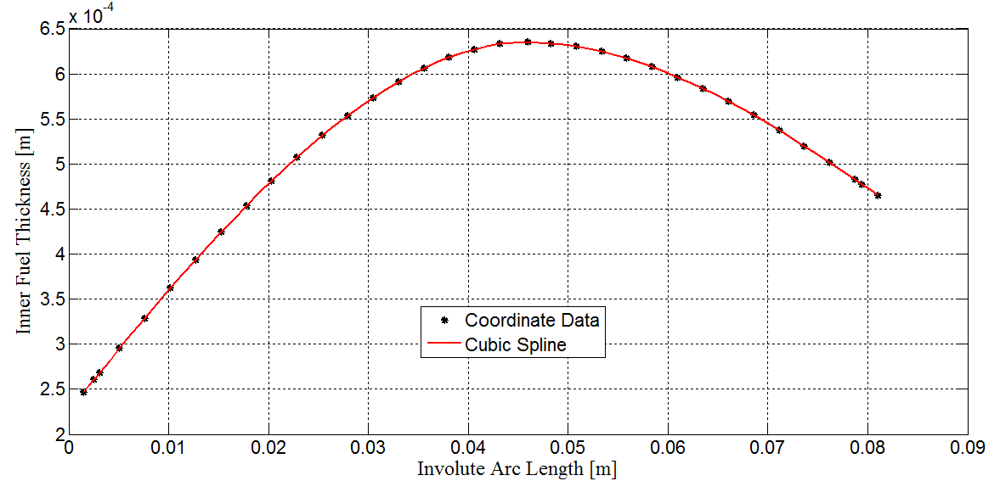 x 10-4
6.5
6
5.5
5
4.5
4
3.5
3
2.5
2
Inner Fuel Thickness [m]
Coordinate Data
Cubic Spline
0 0.01 0.02 0.03 0.04 0.05 0.06 0.07 0.08 0.09
Involute Arc Length [m]